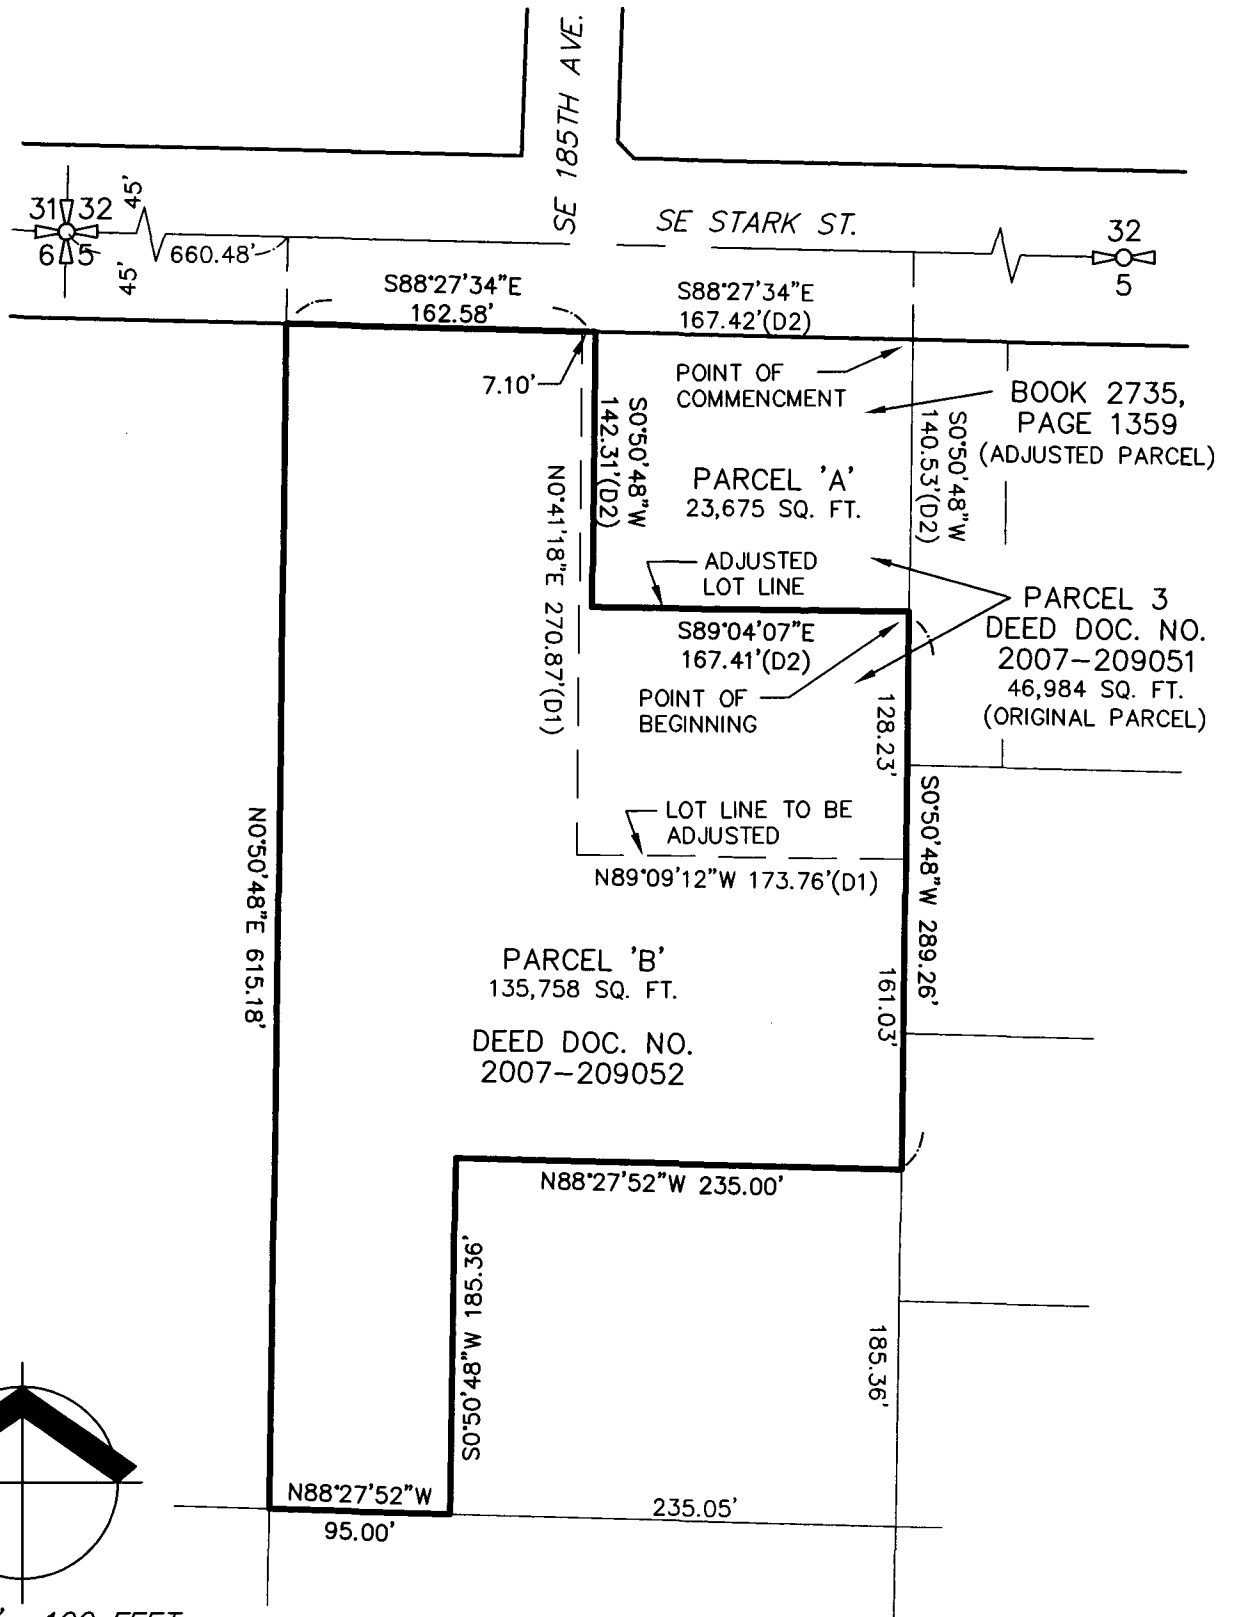 SE 185TH AVE.
SE STARK ST.
31 32
6 5
45'
45'
660.48'
32
5
S88°27'34"E
162.58'
S88°27'34"E
167.42'(D2)
7.10'
POINT OF
COMMENCMENT
BOOK 2735,
PAGE 1359
(ADJUSTED PARCEL)
S0°50'48"W
142.31'(D2)
S0°50'48"W
140.53'(D2)
PARCEL 'A'
23,675 SQ. FT.
N0°41'18"E 270.87'(D1)
ADJUSTED
LOT LINE
S89°04'07"E
167.41'(D2)
PARCEL 3
DEED DOC. NO.
2007-209051
46,984 SQ. FT.
(ORIGINAL PARCEL)
POINT OF
BEGINNING
128.23'
LOT LINE TO BE
ADJUSTED
N89°09'12"W 173.76'(D1)
S0°50'48"W 289.26'
N0°50'48"E 615.18'
PARCEL 'B'
135,758 SQ. FT.
161.03'
DEED DOC. NO.
2007-209052
N88°27'52"W 235.00'
S0°50'48"W 185.36'
185.36'
N88°27'52"W
95.00'
235.05'